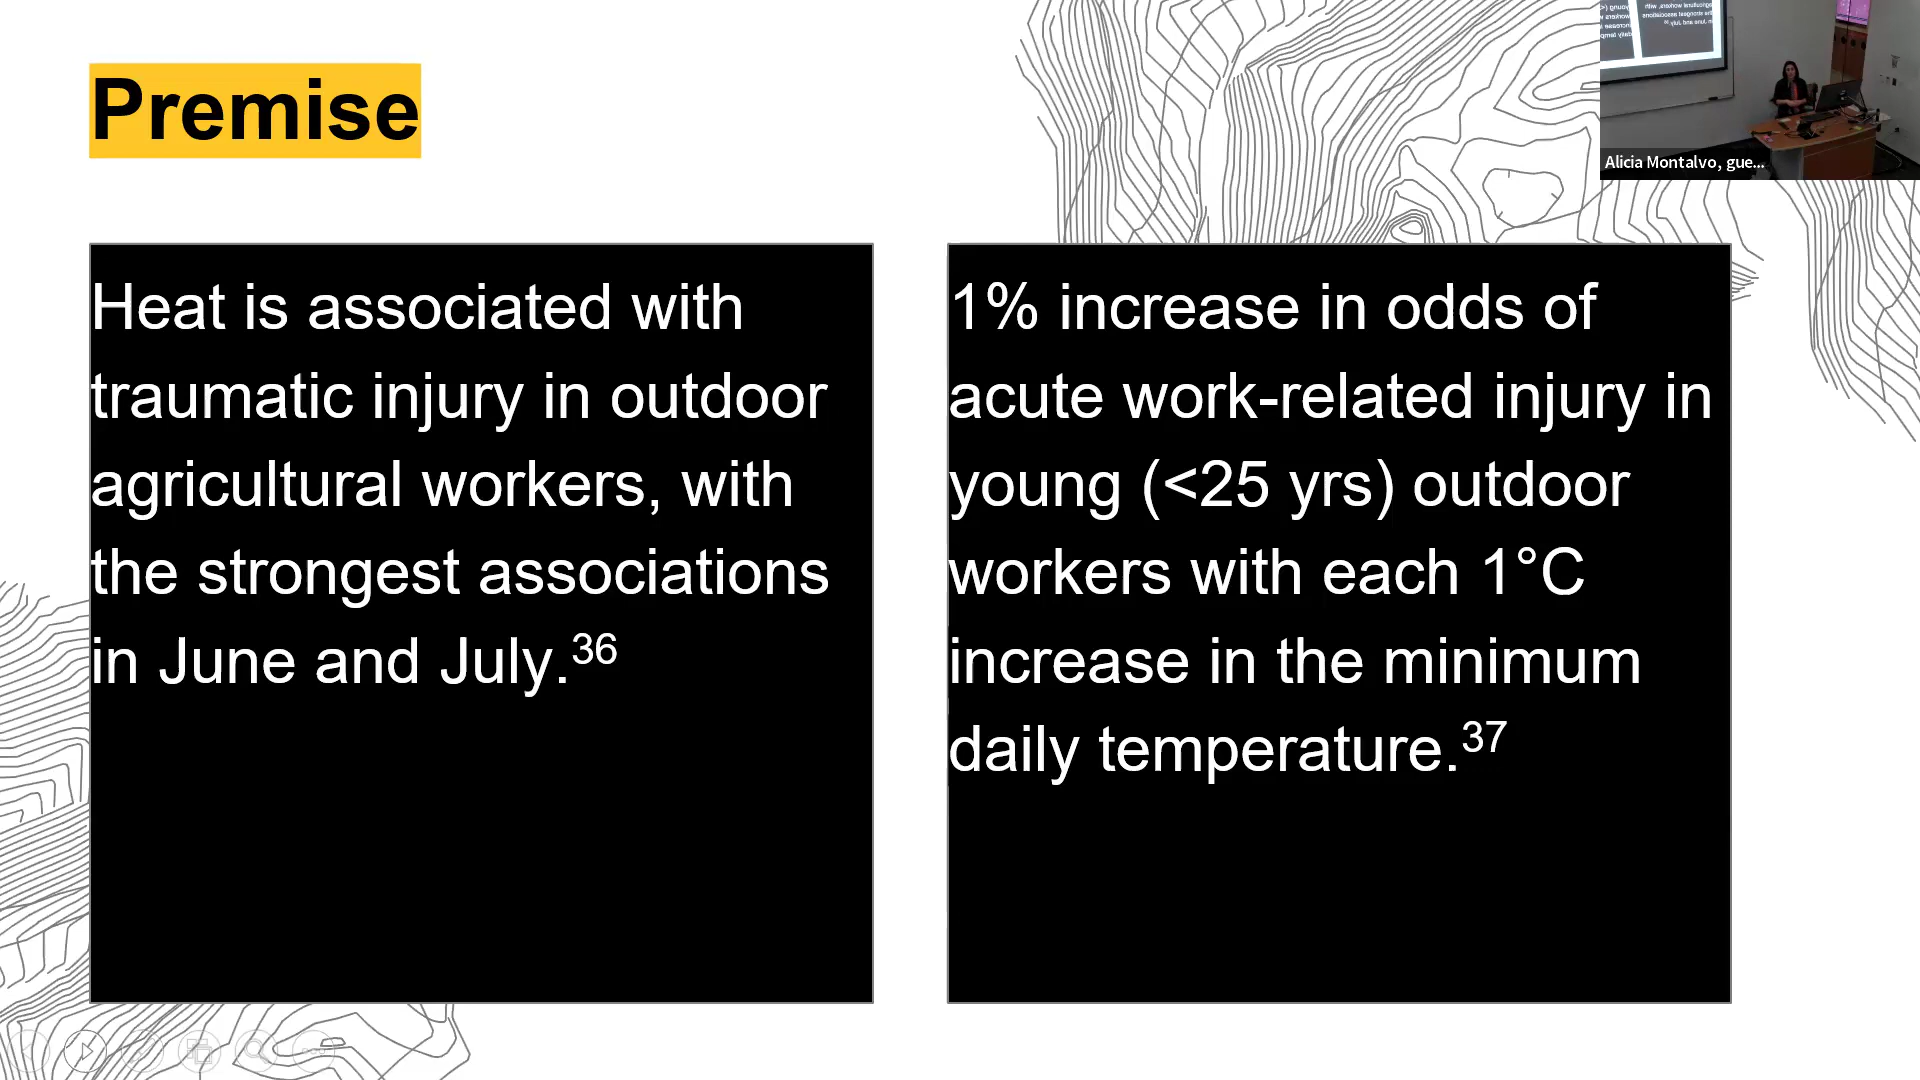 Premise
Heat is associated with
traumatic injury in outdoor
agricultural workers, with
the strongest associations
in June and July.36
1% increase in odds of
acute work-related injury in
young (<25 yrs) outdoor
workers with each 1°C
increase in the minimum
daily temperature.37
Alicia Montalvo, gue...